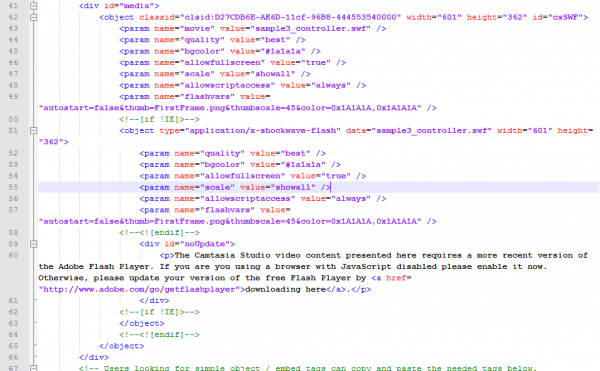 41 <div id="media">
42 <object classid="clsid:D27CDB6E-AE6D-11cf-96B8-444553540000" width="601" height="362" id="csSWF">
43 <param name="movie" value="sample3_controller.swf" />
44 <param name="quality" value="best" />
45 <param name="bgcolor" value="#1a1a1a" />
46 <param name="allowfullscreen" value="true" />
47 <param name="scale" value="showall" />
48 <param name="allowscriptaccess" value="always" />
49 <param name="flashvars" value=
"autostart=false&thumb=FirstFrame.png&thumbscale=45&color=0x1A1A1A,0x1A1A1A" />
50 <!--[if !IE]>-->
51 <object type="application/x-shockwave-flash" data="sample3_controller.swf" width="601" height=
"362">
52 <param name="quality" value="best" />
53 <param name="bgcolor" value="#1a1a1a" />
54 <param name="allowfullscreen" value="true" />
55 <param name="scale" value="showall" />
56 <param name="allowscriptaccess" value="always" />
57 <param name="flashvars" value=
"autostart=false&thumb=FirstFrame.png&thumbscale=45&color=0x1A1A1A,0x1A1A1A" />
58 <!--<![endif]-->
59 <div id="noUpdate">
60 <p>The Camtasia Studio video content presented here requires a more recent version of
the Adobe Flash Player. If you are you using a browser with JavaScript disabled please enable it now.
Otherwise, please update your version of the free Flash Player by <a href=
"http://www.adobe.com/go/getflashplayer">downloading here</a>.</p>
61 </div>
62 <!--[if !IE]>-->
63 </object>
64 <!--<![endif]-->
65 </object>
66 </div>
67 <!-- Users looking for simple object / embed tags can copy and paste the needed tags below.